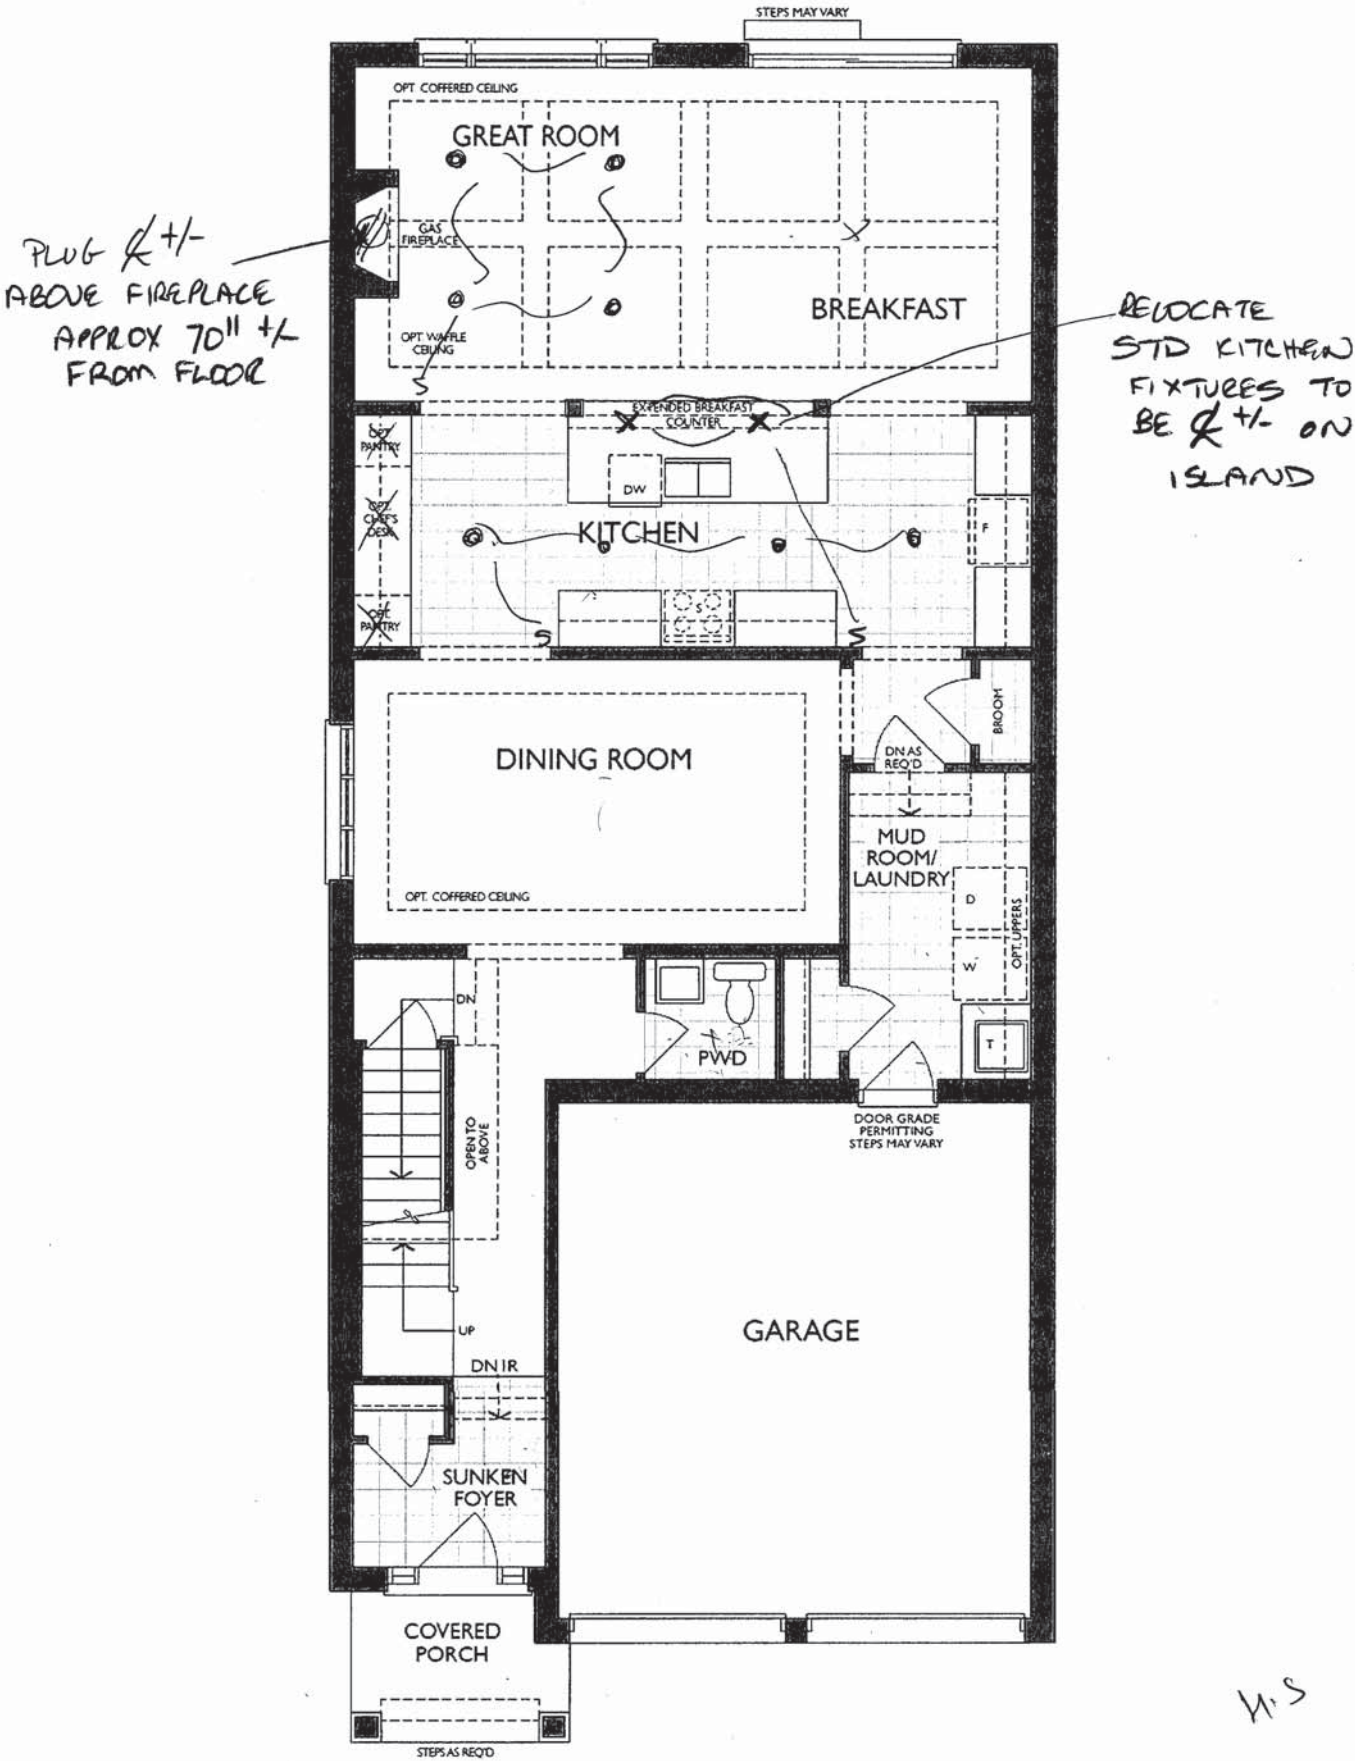 STEPS MAY VARY
OPT. COFFERED CEILING
GREAT ROOM
GAS
FIREPLACE
PLUG ℄ +/-
ABOVE FIREPLACE
APPROX 70" +/-
FROM FLOOR
BREAKFAST
OPT. WAFFLE
CEILING
S
RELOCATE
STD KITCHEN
FIXTURES TO
BE ℄ +/- ON
ISLAND
EXTENDED BREAKFAST
COUNTER
OPT.
PANTRY
DW
OPT.
CHEF'S
DESK
KITCHEN
F
OPT.
PANTRY
S
S
S
BROOM
DINING ROOM
DN AS
REQ'D
MUD
ROOM/
LAUNDRY
OPT. COFFERED CEILING
D
OPT. UPPERS
W
DN
T
PWD
OPEN TO
ABOVE
DOOR GRADE
PERMITTING
STEPS MAY VARY
UP
GARAGE
DN 1R
SUNKEN
FOYER
COVERED
PORCH
H.S
STEPS AS REQ'D